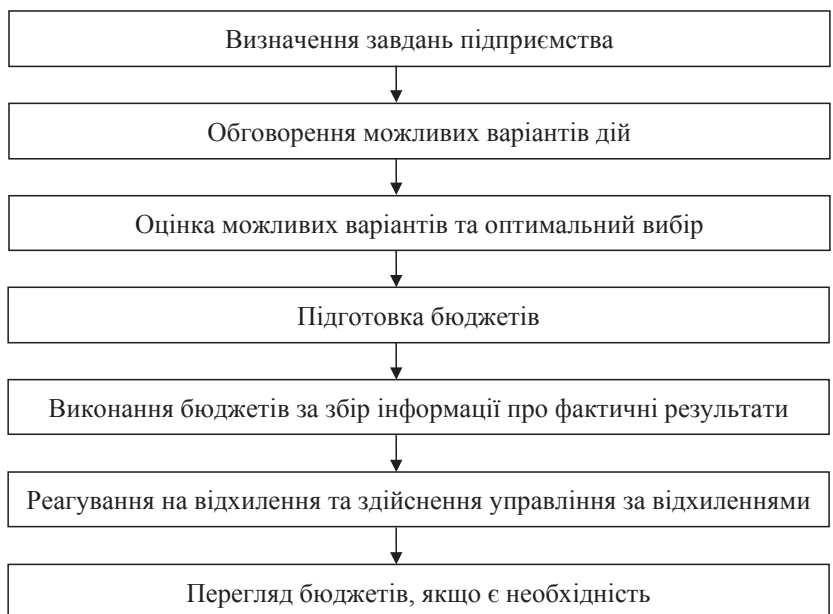 Визначення завдань підприємства
Обговорення можливих варіантів дій
Оцінка можливих варіантів та оптимальний вибір
Підготовка бюджетів
Виконання бюджетів за збір інформації про фактичні результати
Реагування на відхилення та здійснення управління за відхиленнями
Перегляд бюджетів, якщо є необхідність